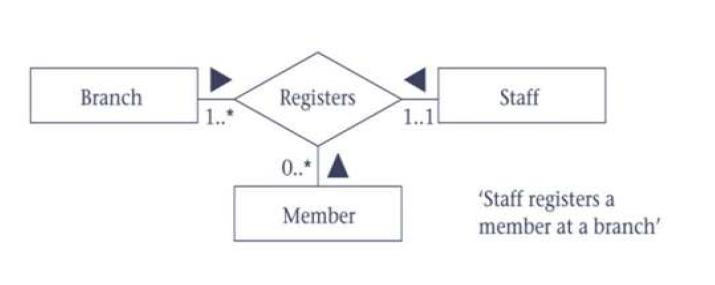 Branch
Registers
Staff
1..*
1..1
0..*
Member
‘Staff registers a
member at a branch’